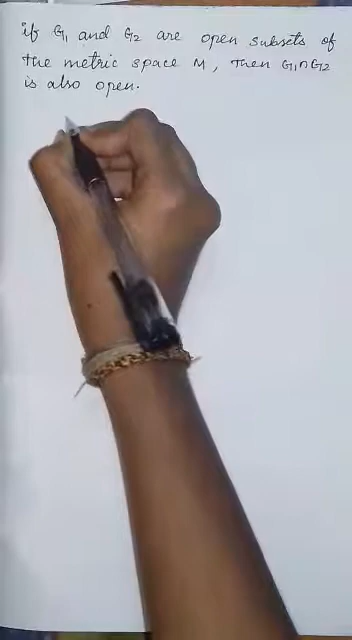 if G₁ and G₂ are open subsets of
the metric space M, then G₁∩G₂
is also open.